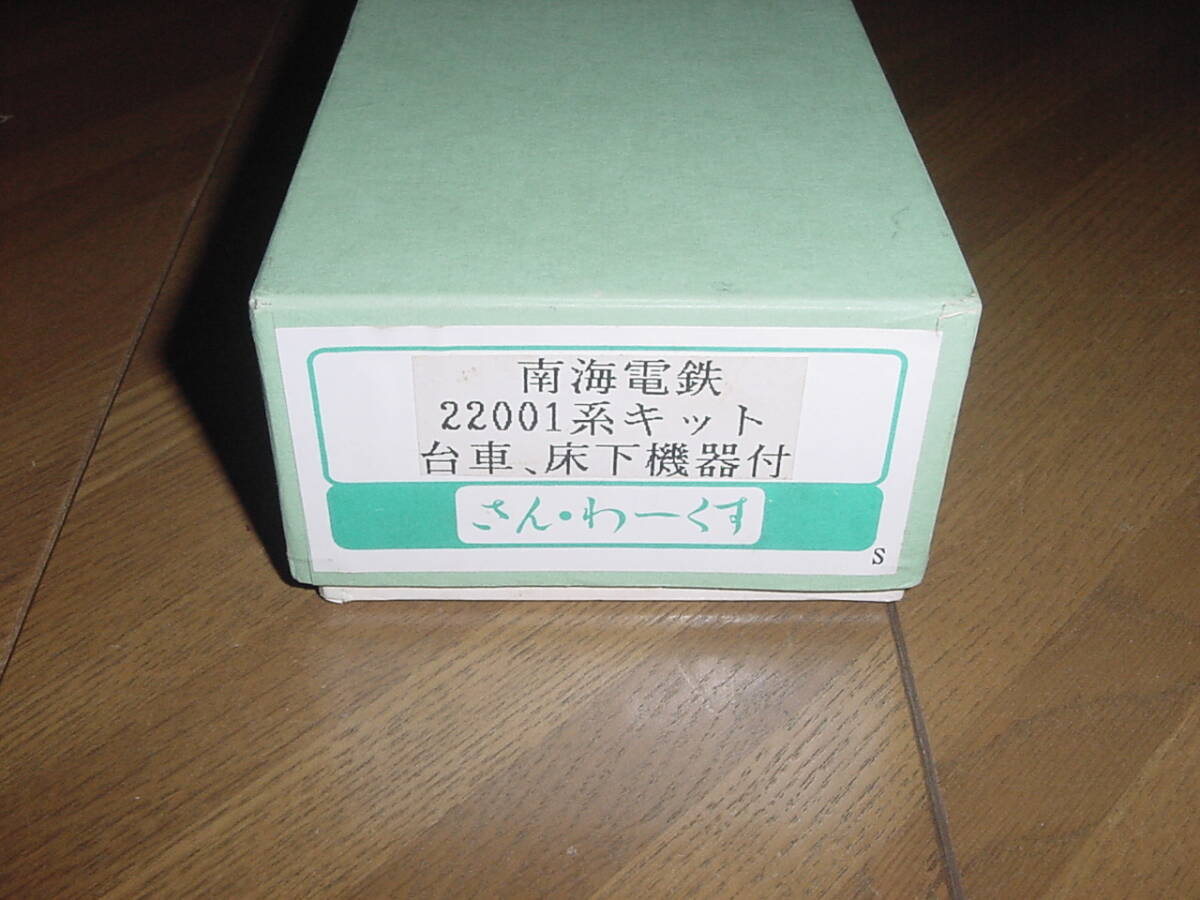 南海電鉄
22001系キット
台車、床下機器付
さん・わーくす
S